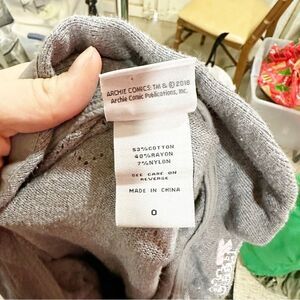 ARCHIE COMICS: TM & © 2018
Archie Comic Publications, Inc.
53%COTTON
40%RAYON
7%NYLON
SEE CARE ON
REVERSE
MADE IN CHINA
0